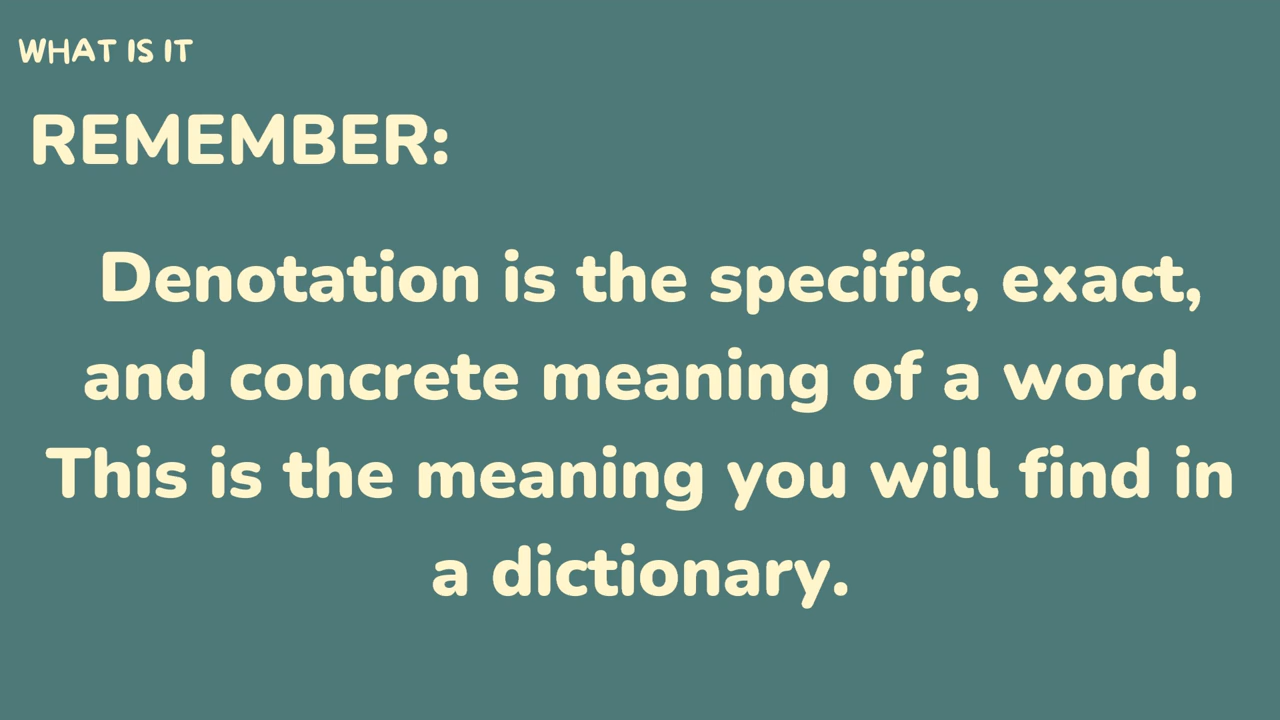 WHAT IS IT
REMEMBER:
Denotation is the specific, exact,
and concrete meaning of a word.
This is the meaning you will find in
a dictionary.